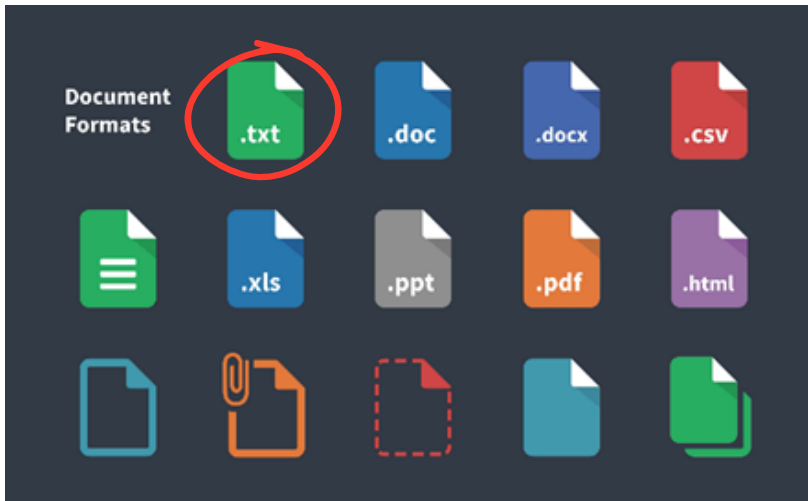 Document
Formats
.txt
.doc
.docx
.csv
.xls
.ppt
.pdf
.html